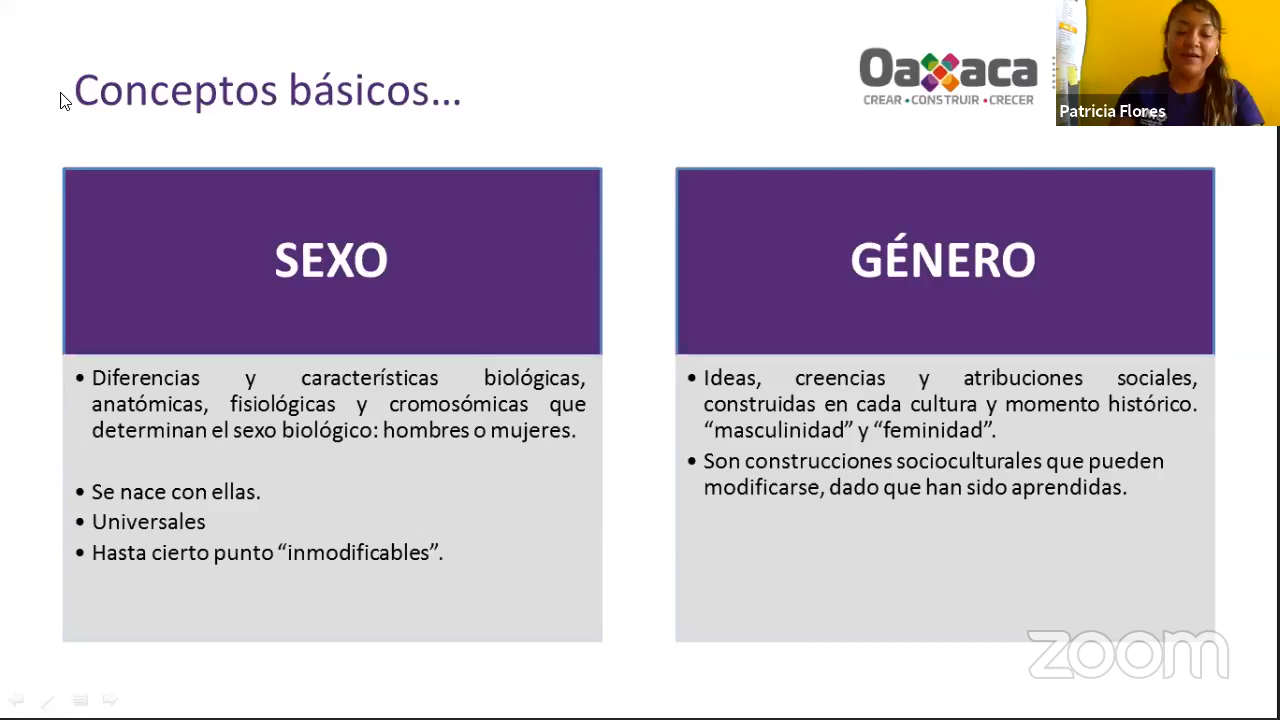 Conceptos básicos...
Oaxaca
CREAR • CONSTRUIR • CRECER
Patricia Flores
SEXO
• Diferencias y características biológicas,
anatómicas, fisiológicas y cromosómicas que
determinan el sexo biológico: hombres o mujeres.
• Se nace con ellas.
• Universales
• Hasta cierto punto “inmodificables”.
GÉNERO
• Ideas, creencias y atribuciones sociales,
construidas en cada cultura y momento histórico.
“masculinidad” y “feminidad”.
• Son construcciones socioculturales que pueden
modificarse, dado que han sido aprendidas.
zoom